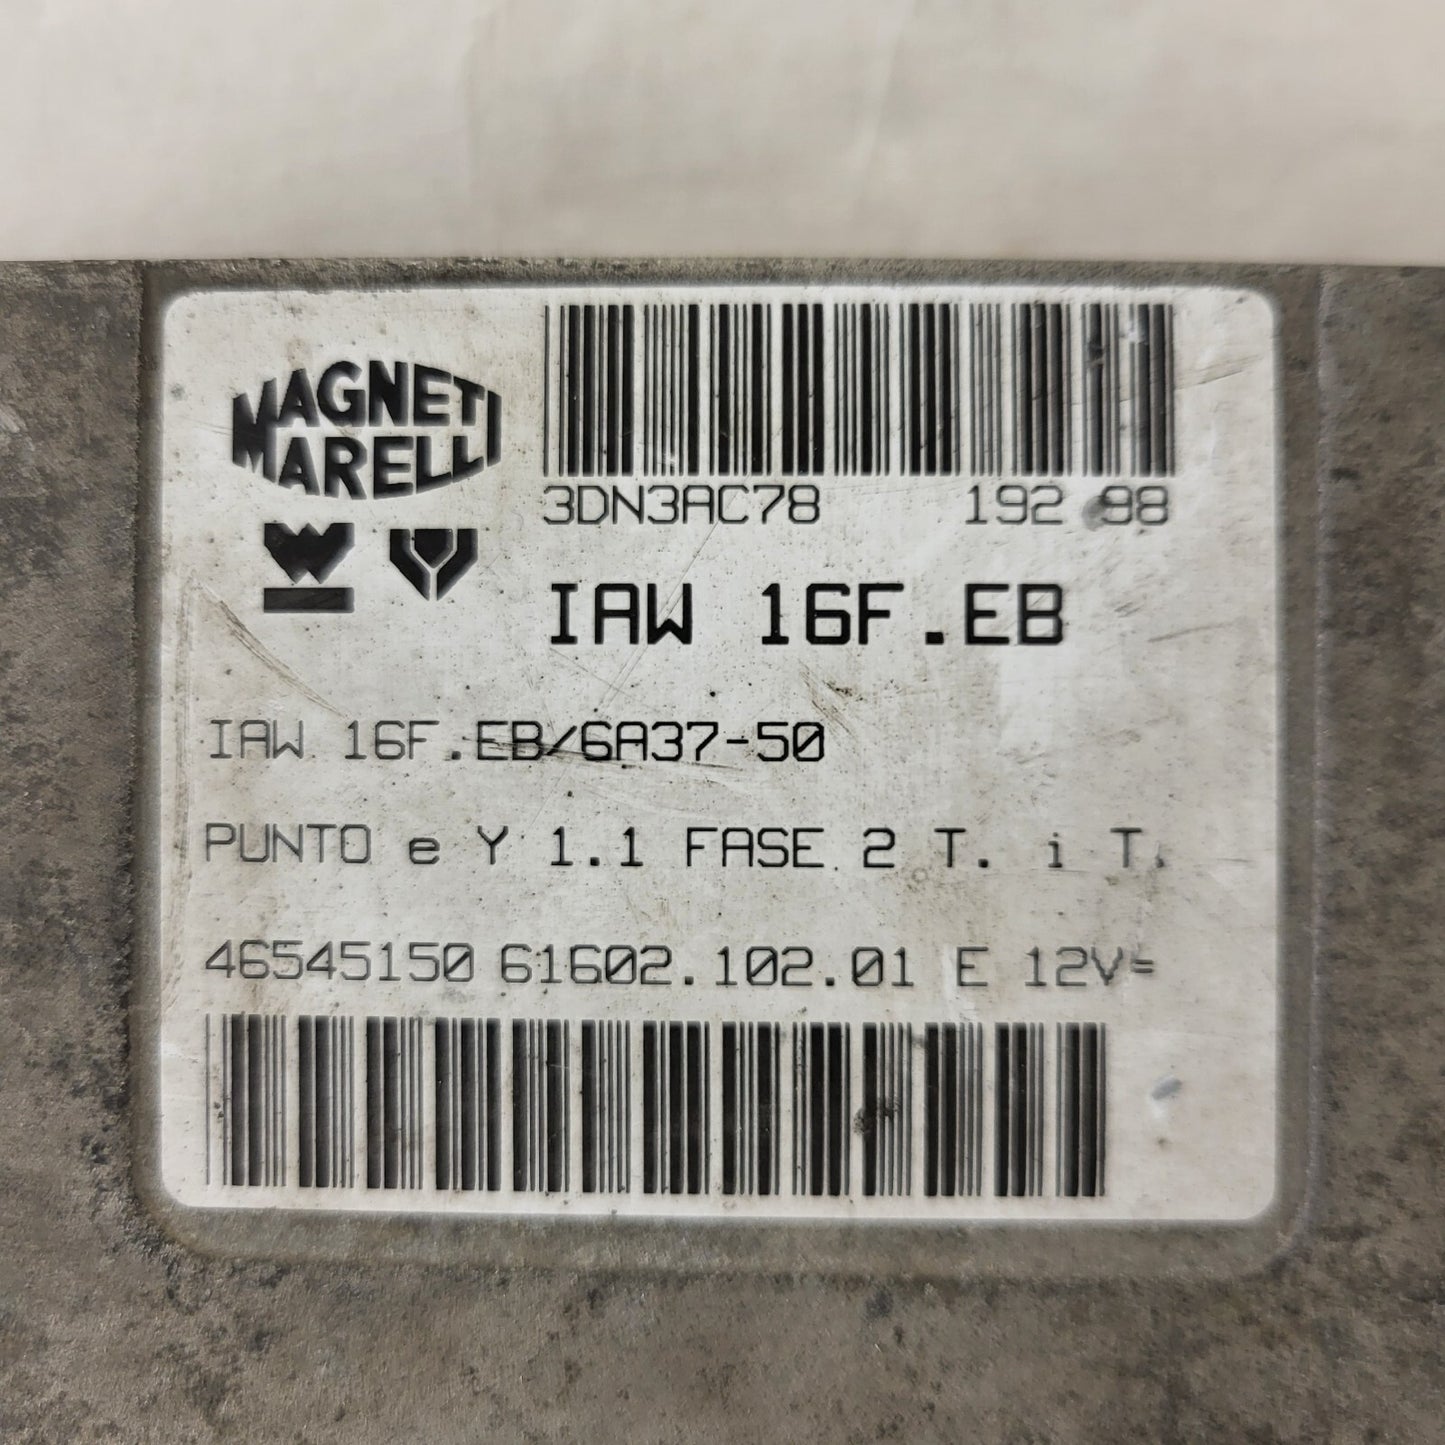 MAGNETI
MARELLI
3DN3AC78 192 98
IAW 16F.EB
IAW 16F.EB/6A37-50
PUNTO e Y 1.1 FASE 2 T. i T.
46545150 61602.102.01 E 12V=